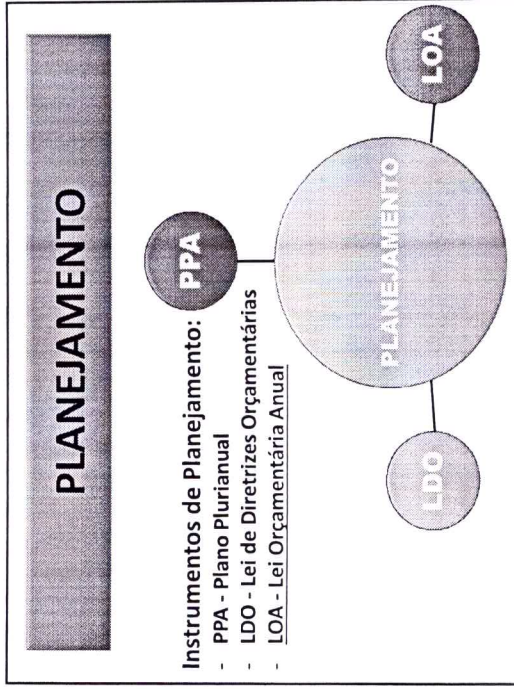 PLANEJAMENTO
Instrumentos de Planejamento:
- PPA - Plano Plurianual
- LDO - Lei de Diretrizes Orçamentárias
- LOA - Lei Orçamentária Anual
PPA
PLANEJAMENTO
LDO
LOA